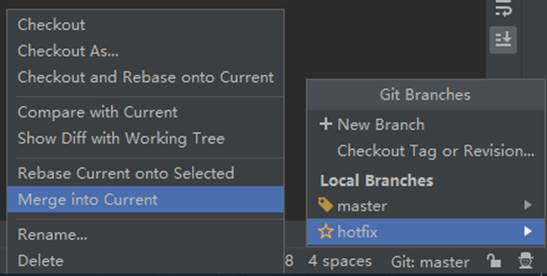 Checkout
Checkout As...
Checkout and Rebase onto Current
Compare with Current
Show Diff with Working Tree
Rebase Current onto Selected
Merge into Current
Rename...
Delete
Git Branches
+ New Branch
Checkout Tag or Revision...
Local Branches
master
hotfix
8 4 spaces Git: master